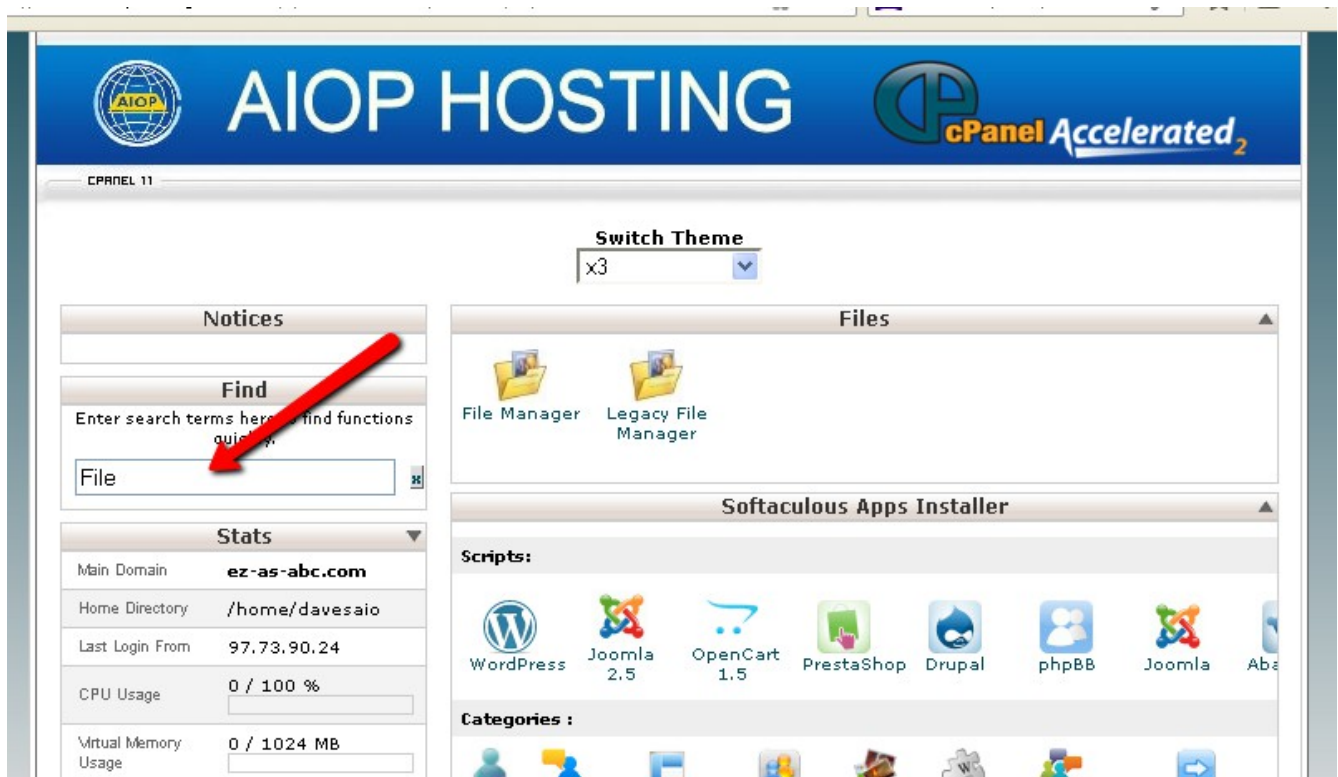 AIOP
AIOP HOSTING
cPanel Accelerated2
CPANEL 11
Switch Theme
x3
Notices
Find
Enter search terms here find functions
File
Stats
Main Domain ez-as-abc.com
Home Directory /home/davesaio
Last Login From 97.73.90.24
CPU Usage 0 / 100 %
Virtual Memory
Usage
0 / 1024 MB
Files
File Manager
Legacy File
Manager
Softaculous Apps Installer
Scripts:
WordPress
Joomla
2.5
OpenCart
1.5
PrestaShop
Drupal
phpBB
Joomla
Categories :
W